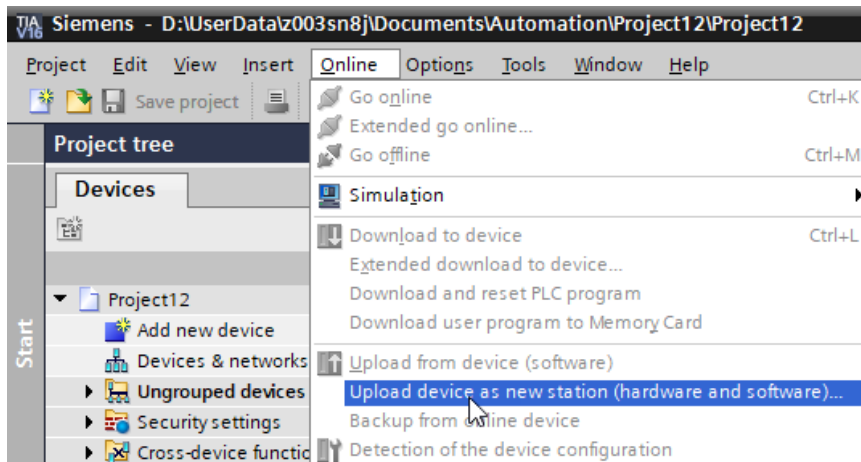 TIA V16 Siemens - D:\UserData\z003sn8j\Documents\Automation\Project12\Project12
Project Edit View Insert Online Options Tools Window Help
Save project
Go online Ctrl+K
Extended go online...
Go offline Ctrl+M
Simulation
Download to device Ctrl+L
Extended download to device...
Download and reset PLC program
Download user program to Memory Card
Upload from device (software)
Upload device as new station (hardware and software)...
Backup from online device
Detection of the device configuration
Project tree
Devices
Project12
Add new device
Devices & networks
Ungrouped devices
Security settings
Cross-device functio
Start